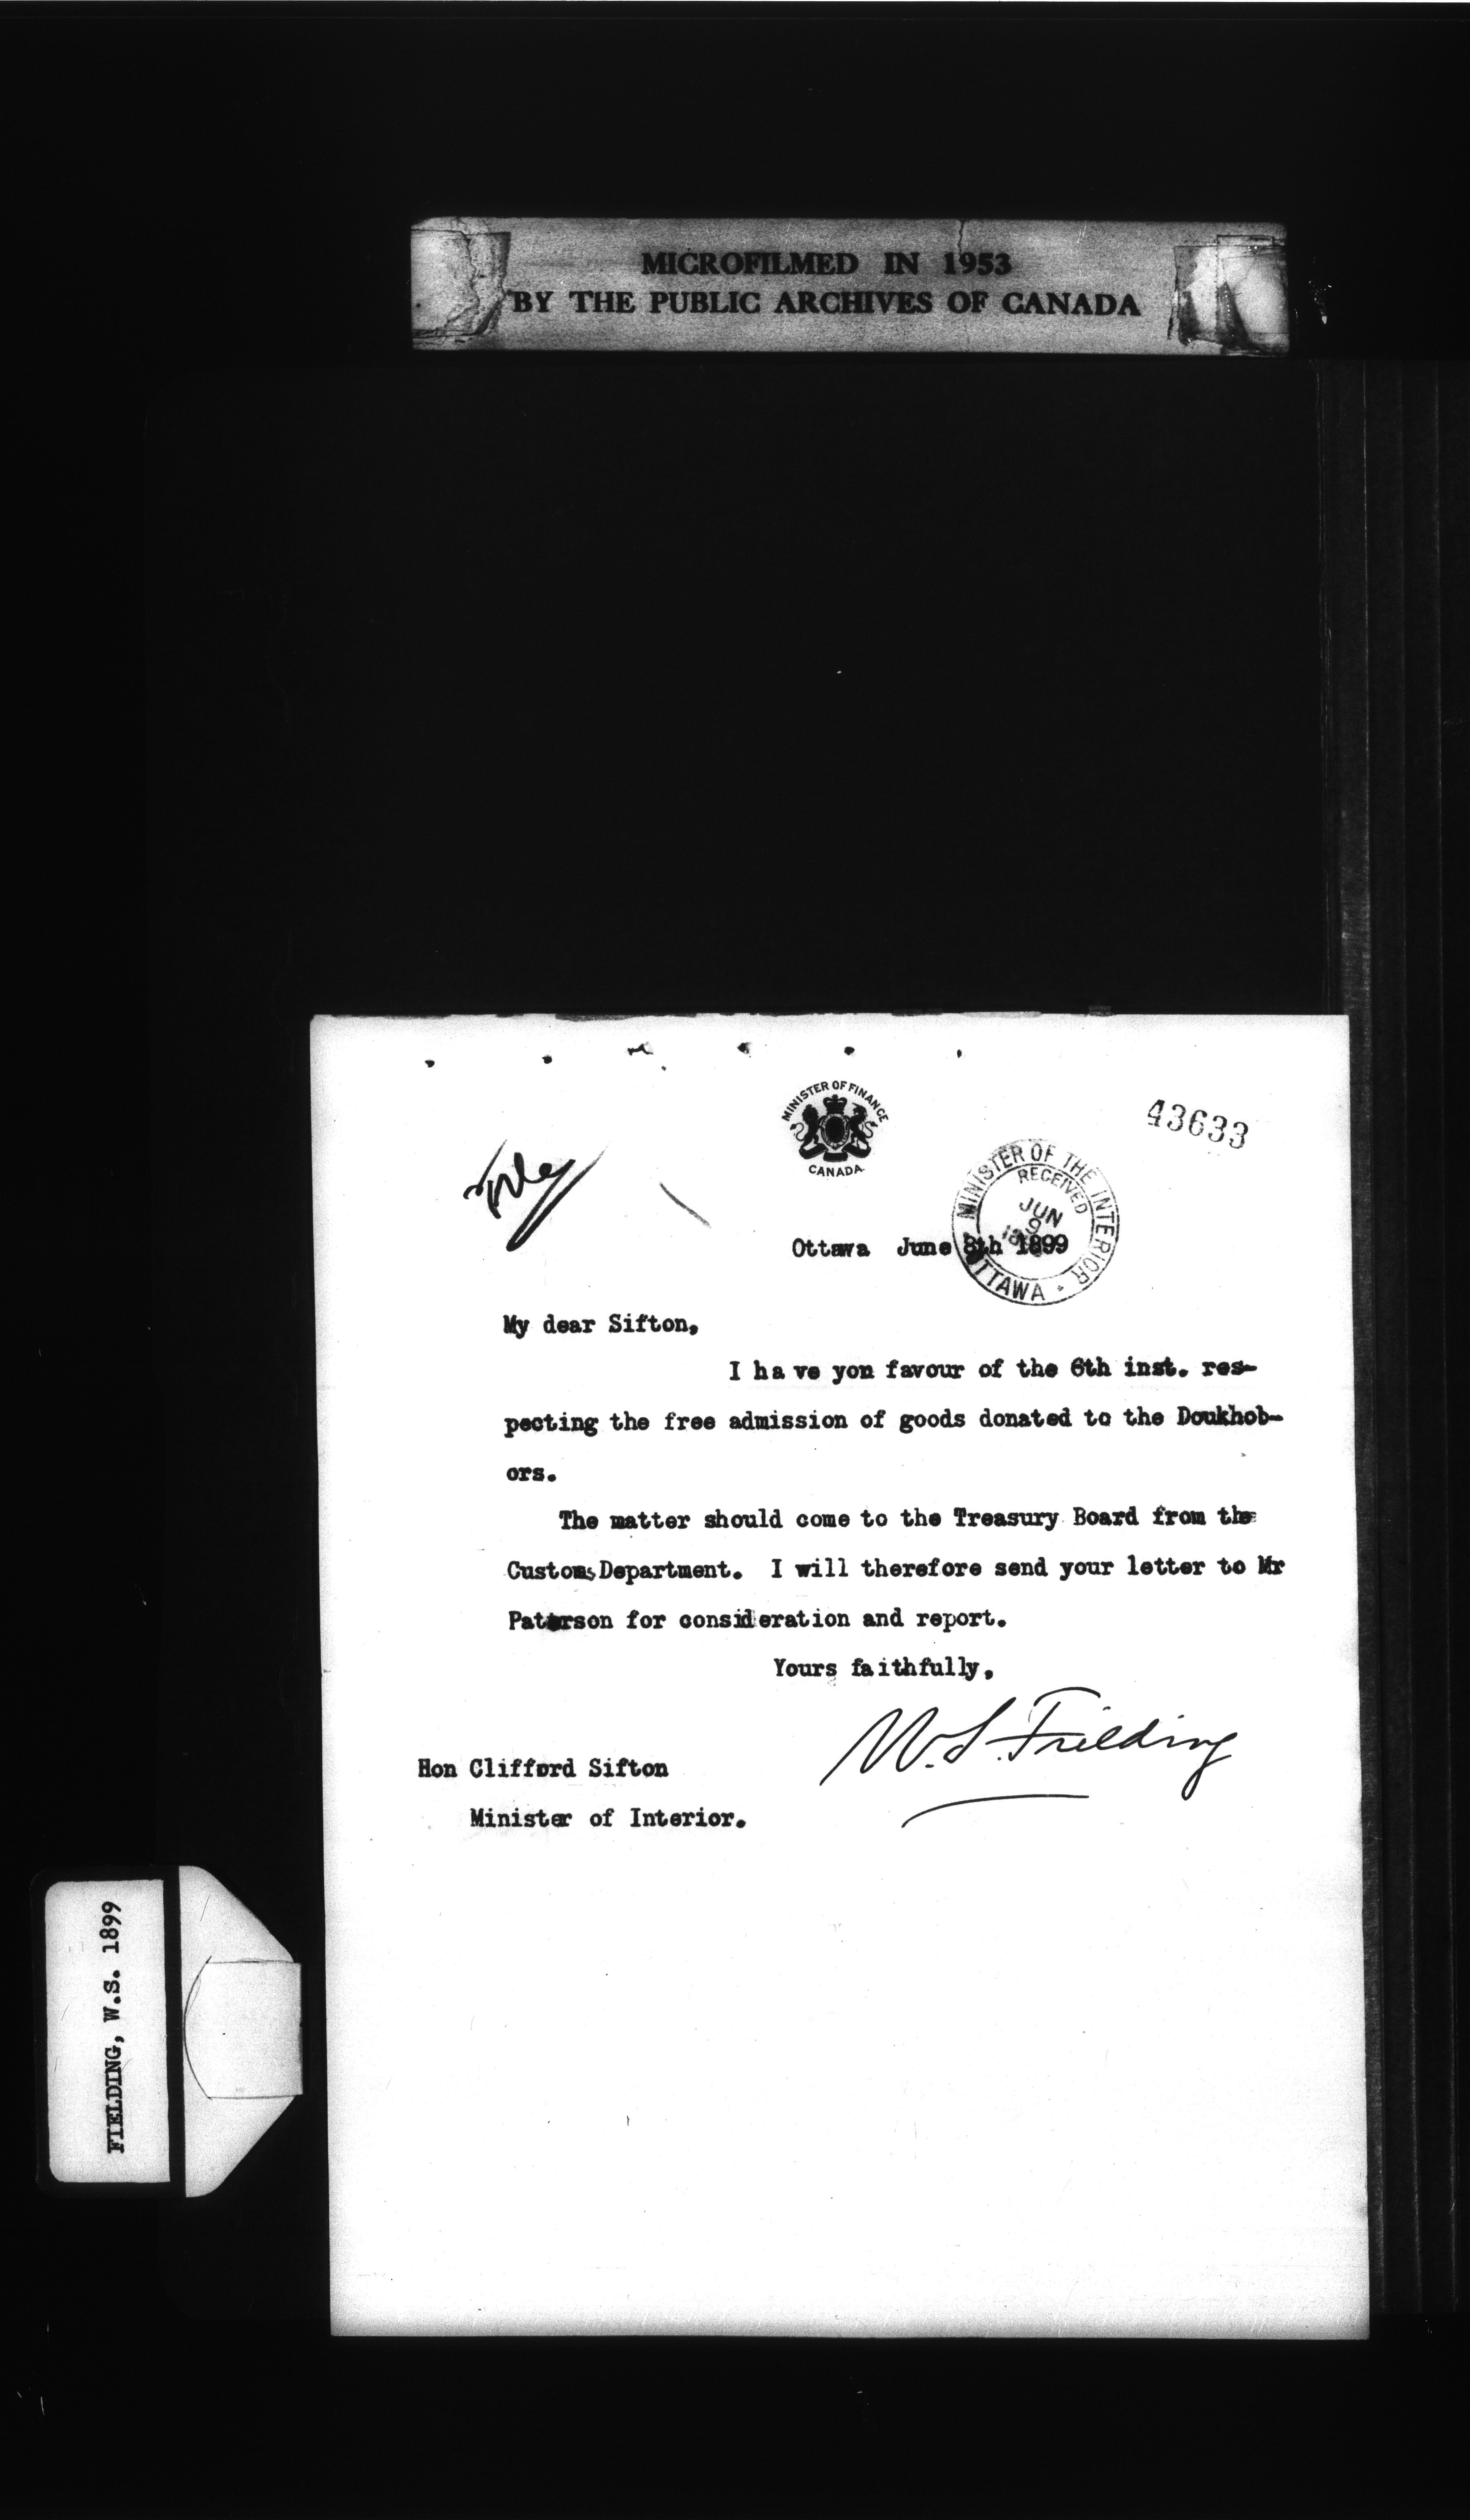 MICROFILMED IN 1953
BY THE PUBLIC ARCHIVES OF CANADA
MINISTER OF FINANCE
CANADA
43633
File
MINISTER OF THE INTERIOR
RECEIVED
JUN
9
OTTAWA
Ottawa June 8th 1899
My dear Sifton,
I ha ve yon favour of the 6th inst. res-
pecting the free admission of goods donated to the Doukhob-
ors.
The matter should come to the Treasury Board from the
Customs Department. I will therefore send your letter to Mr
Paterson for consideration and report.
Yours faithfully,
W. S. Fielding
Hon Clifford Sifton
Minister of Interior.
FIELDING, W.S. 1899